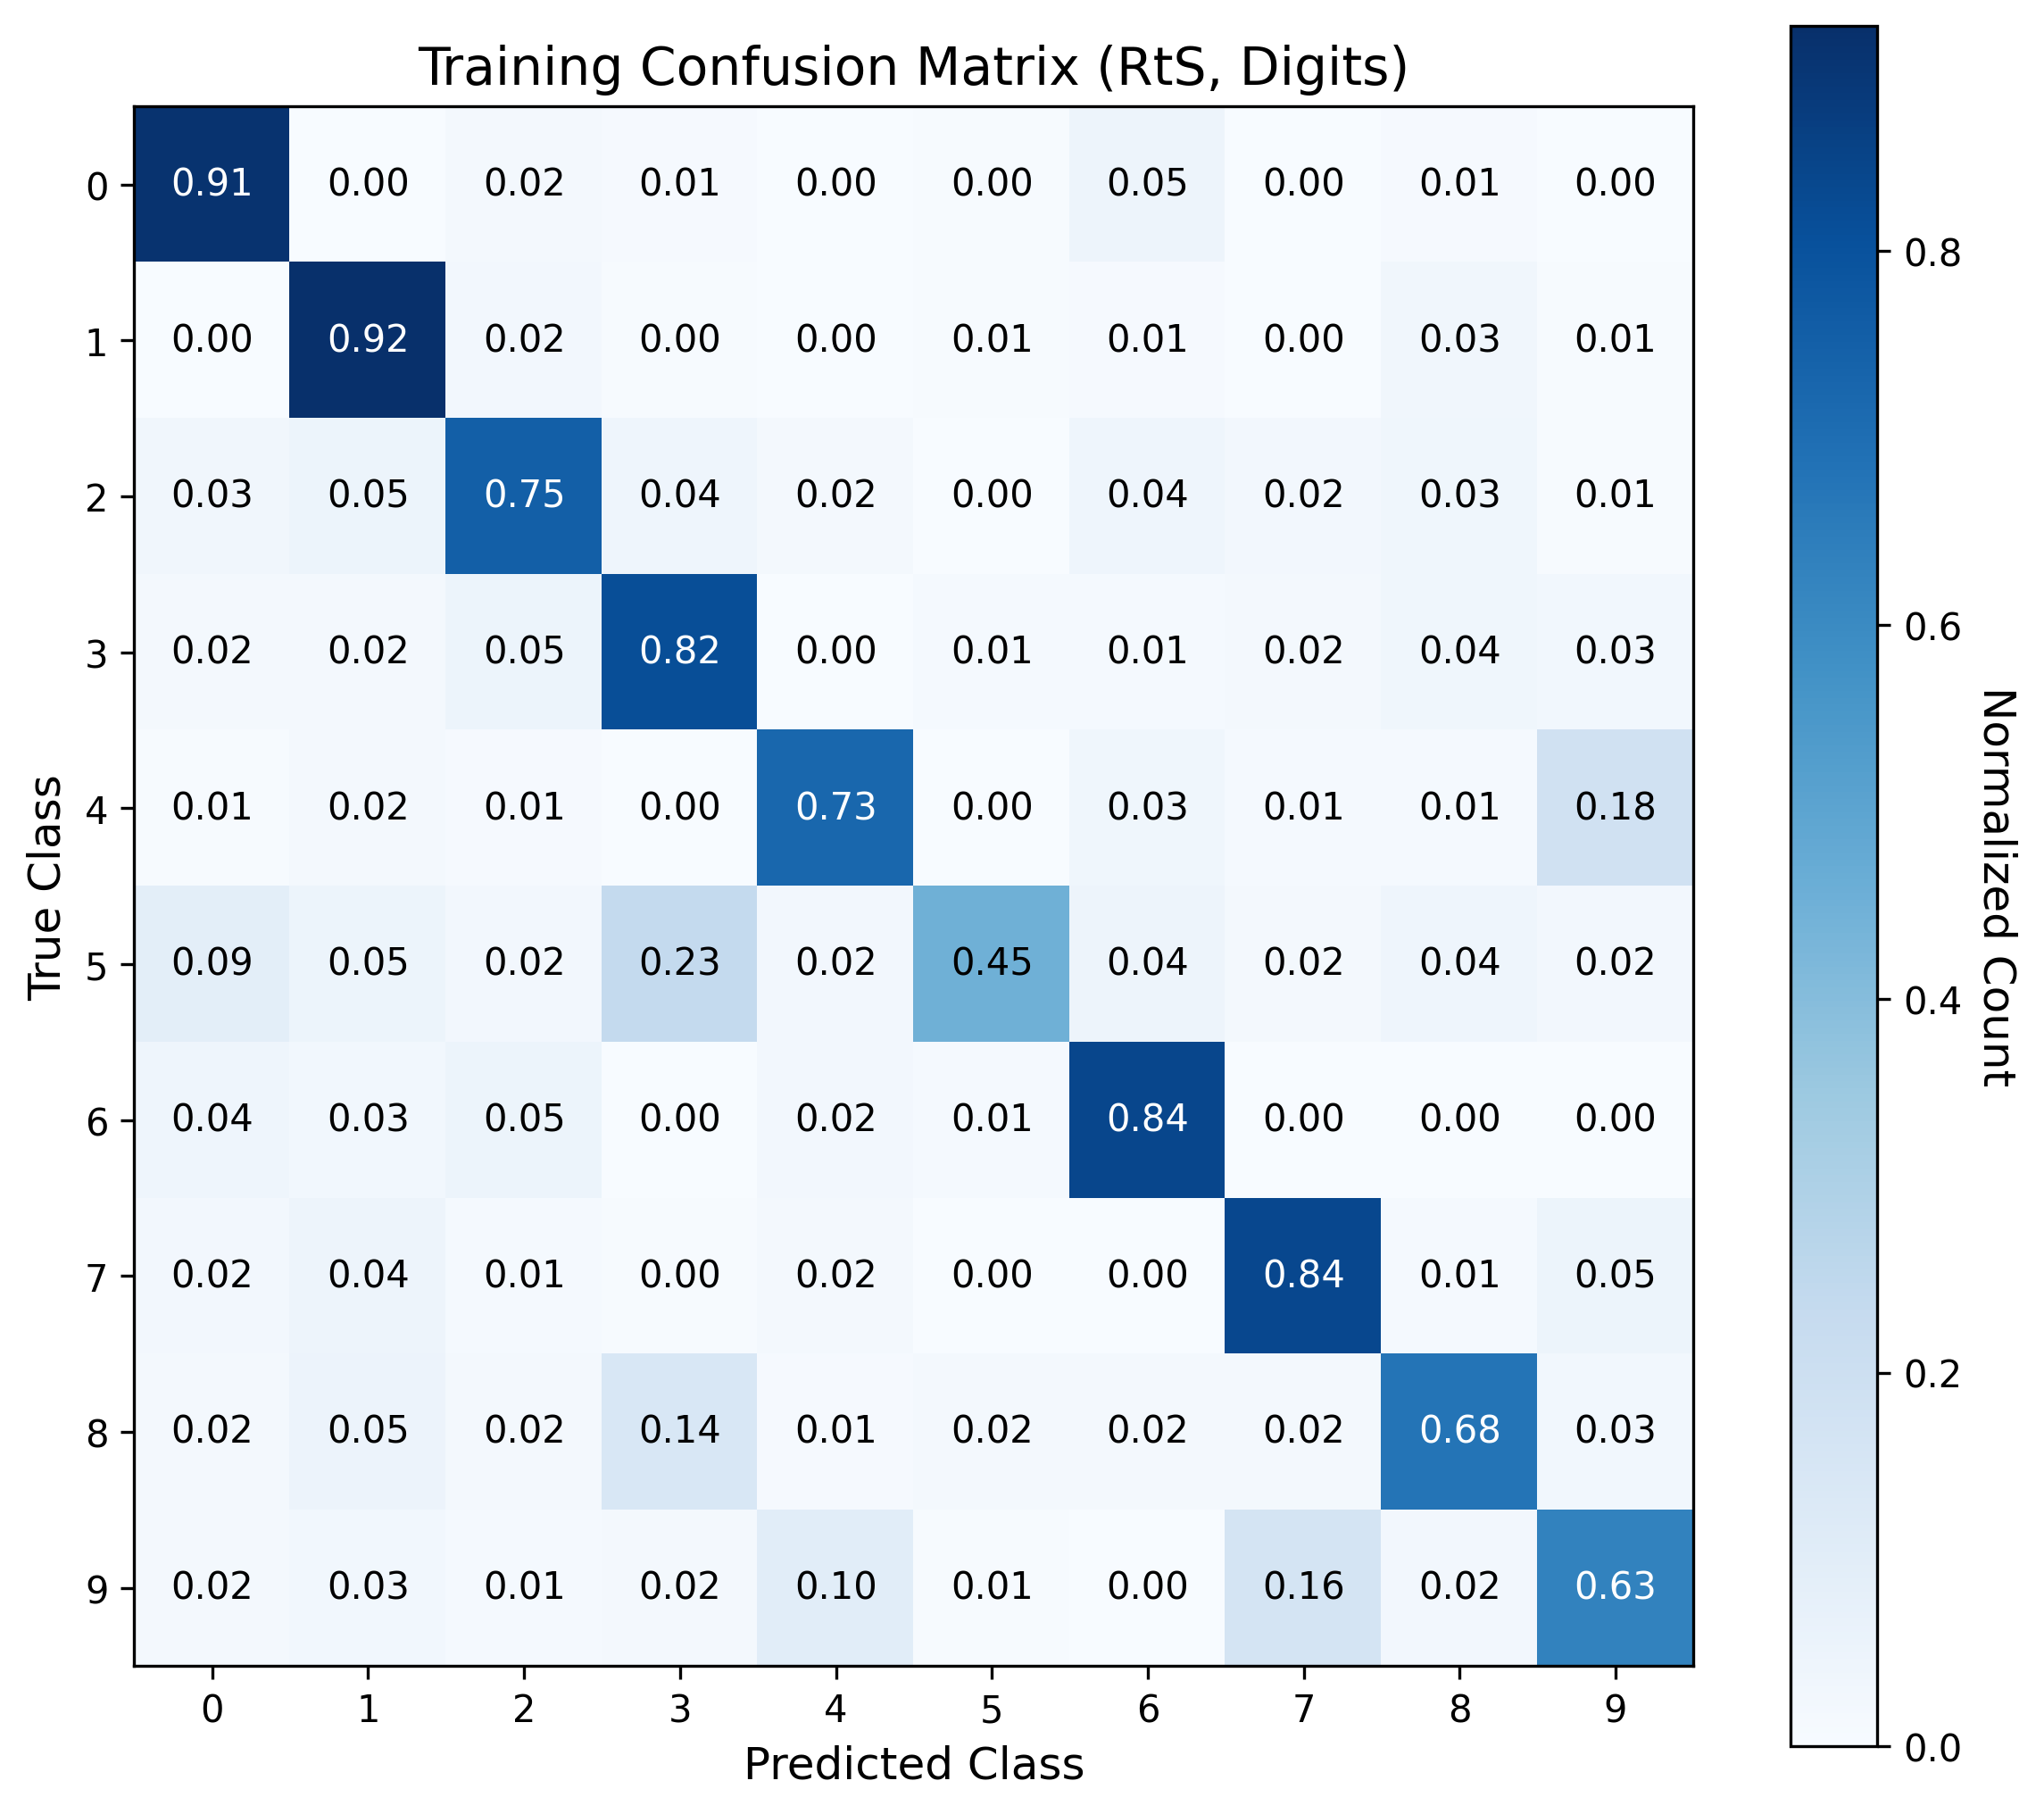 Training Confusion Matrix (RtS, Digits)
0 0.91 0.00 0.02 0.01 0.00 0.00 0.05 0.00 0.01 0.00
1 0.00 0.92 0.02 0.00 0.00 0.01 0.01 0.00 0.03 0.01
2 0.03 0.05 0.75 0.04 0.02 0.00 0.04 0.02 0.03 0.01
3 0.02 0.02 0.05 0.82 0.00 0.01 0.01 0.02 0.04 0.03
4 0.01 0.02 0.01 0.00 0.73 0.00 0.03 0.01 0.01 0.18
5 0.09 0.05 0.02 0.23 0.02 0.45 0.04 0.02 0.04 0.02
6 0.04 0.03 0.05 0.00 0.02 0.01 0.84 0.00 0.00 0.00
7 0.02 0.04 0.01 0.00 0.02 0.00 0.00 0.84 0.01 0.05
8 0.02 0.05 0.02 0.14 0.01 0.02 0.02 0.02 0.68 0.03
9 0.02 0.03 0.01 0.02 0.10 0.01 0.00 0.16 0.02 0.63
0 1 2 3 4 5 6 7 8 9
Predicted Class
True Class
0.8
0.6
0.4
0.2
0.0
Normalized Count